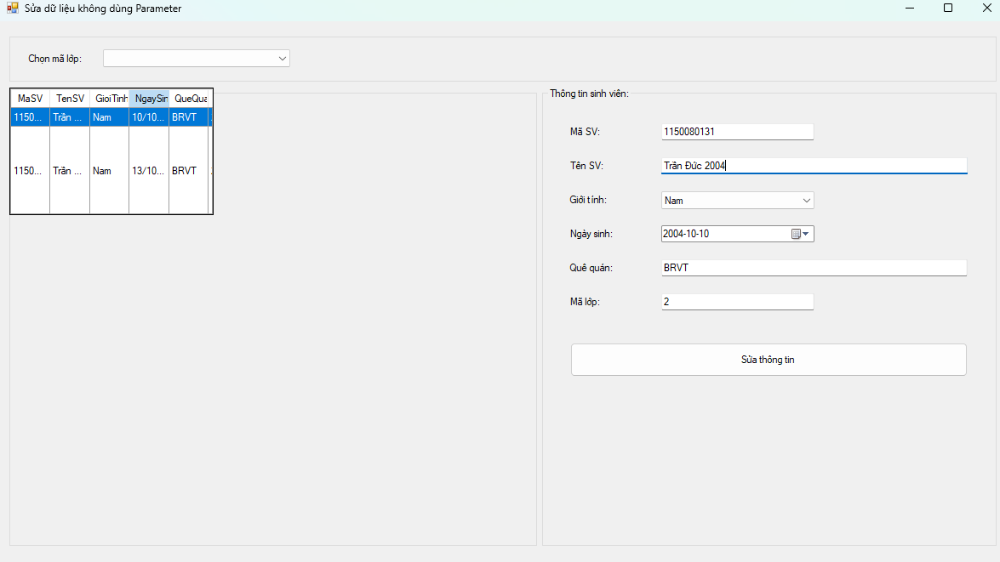 Sửa dữ liệu không dùng Parameter
Chọn mã lớp:
MaSV TenSV GioiTinh NgaySin QueQua
1150... Trần ... Nam 10/10... BRVT
1150... Trần ... Nam 13/10... BRVT
Thông tin sinh viên:
Mã SV: 1150080131
Tên SV: Trần Đức 2004
Giới tính: Nam
Ngày sinh: 2004-10-10
Quê quán: BRVT
Mã lớp: 2
Sửa thông tin